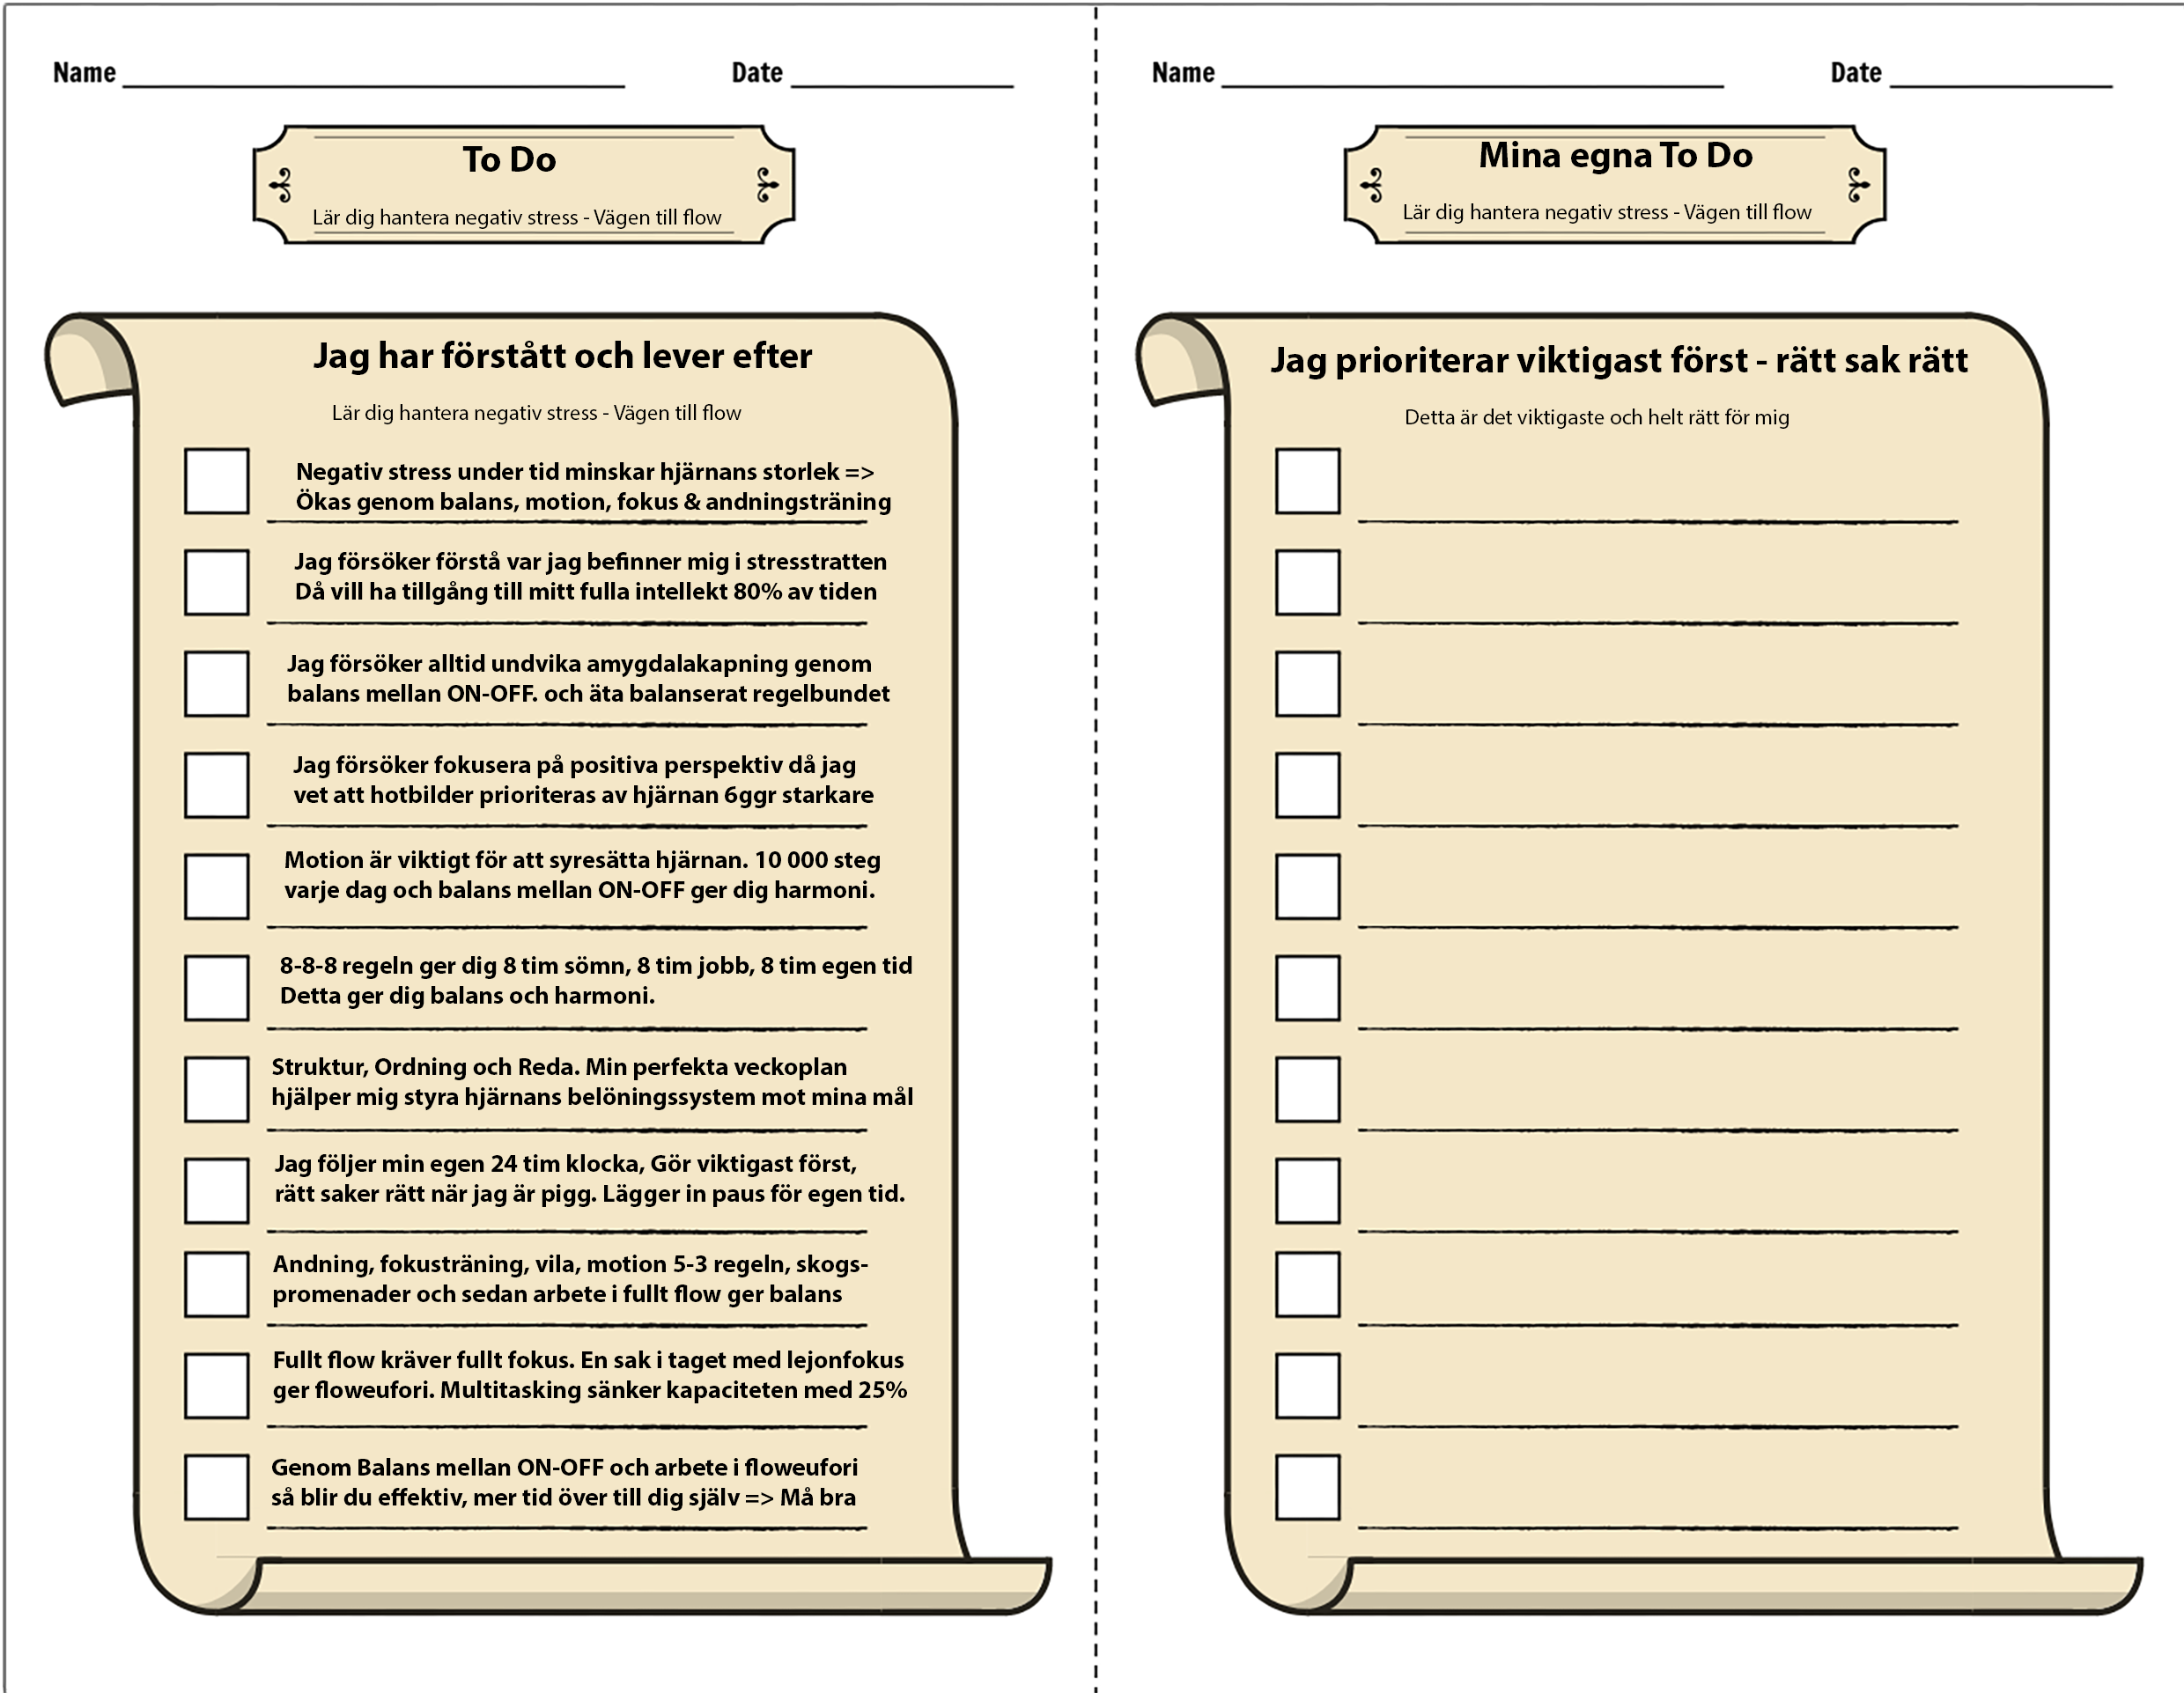 Name Date
To Do
Lär dig hantera negativ stress - Vägen till flow
Jag har förstått och lever efter
Lär dig hantera negativ stress - Vägen till flow
Negativ stress under tid minskar hjärnans storlek =>
Ökas genom balans, motion, fokus & andningsträning
Jag försöker förstå var jag befinner mig i stresstratten
Då vill ha tillgång till mitt fulla intellekt 80% av tiden
Jag försöker alltid undvika amygdalakapning genom
balans mellan ON-OFF. och äta balanserat regelbundet
Jag försöker fokusera på positiva perspektiv då jag
vet att hotbilder prioriteras av hjärnan 6ggr starkare
Motion är viktigt för att syresätta hjärnan. 10 000 steg
varje dag och balans mellan ON-OFF ger dig harmoni.
8-8-8 regeln ger dig 8 tim sömn, 8 tim jobb, 8 tim egen tid
Detta ger dig balans och harmoni.
Struktur, Ordning och Reda. Min perfekta veckoplan
hjälper mig styra hjärnans belöningssystem mot mina mål
Jag följer min egen 24 tim klocka, Gör viktigast först,
rätt saker rätt när jag är pigg. Lägger in paus för egen tid.
Andning, fokusträning, vila, motion 5-3 regeln, skogs-
promenader och sedan arbete i fullt flow ger balans
Fullt flow kräver fullt fokus. En sak i taget med lejonfokus
ger floweufori. Multitasking sänker kapaciteten med 25%
Genom Balans mellan ON-OFF och arbete i floweufori
så blir du effektiv, mer tid över till dig själv => Må bra
Name Date
Mina egna To Do
Lär dig hantera negativ stress - Vägen till flow
Jag prioriterar viktigast först - rätt sak rätt
Detta är det viktigaste och helt rätt för mig